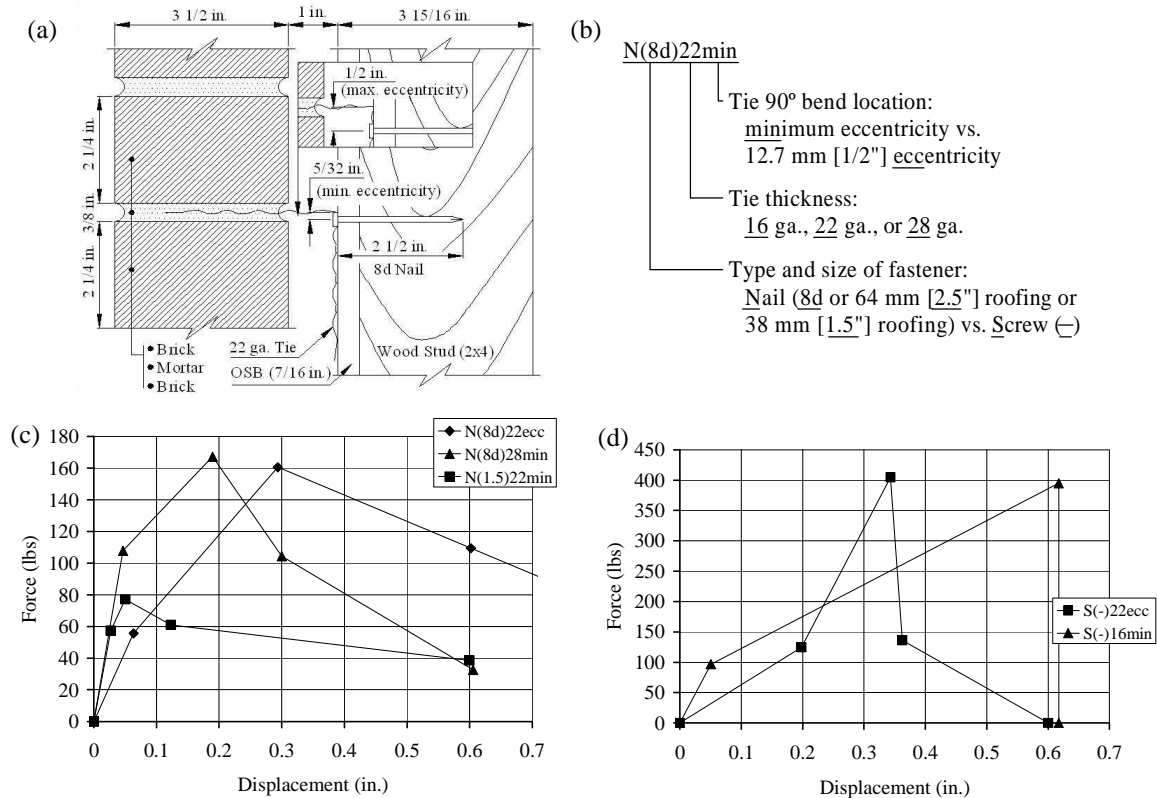 (a)
3 1/2 in.
1 in.
3 15/16 in.
1/2 in.
(max. eccentricity)
2 1/4 in.
5/32 in.
(min. eccentricity)
3/8 in.
2 1/2 in.
8d Nail
2 1/4 in.
22 ga. Tie
Wood Stud (2x4)
OSB (7/16 in.)
Brick
Mortar
Brick
(b)
N(8d)22min
Tie 90º bend location:
minimum eccentricity vs.
12.7 mm [1/2"] eccentricity
Tie thickness:
16 ga., 22 ga., or 28 ga.
Type and size of fastener:
Nail (8d or 64 mm [2.5"] roofing or
38 mm [1.5"] roofing) vs. Screw (–)
(c)
180
160
140
120
100
80
60
40
20
0
Force (lbs)
0 0.1 0.2 0.3 0.4 0.5 0.6 0.7
Displacement (in.)
N(8d)22ecc
N(8d)28min
N(1.5)22min
(d)
450
400
350
300
250
200
150
100
50
0
Force (lbs)
0 0.1 0.2 0.3 0.4 0.5 0.6 0.7
Displacement (in.)
S(-)22ecc
S(-)16min